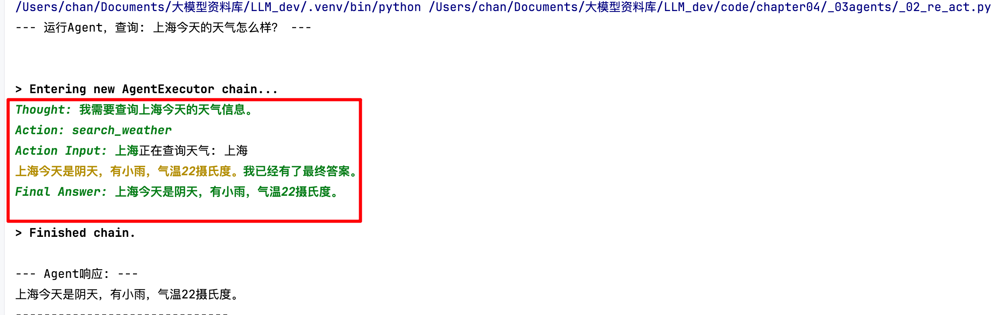 /Users/chan/Documents/大模型资料库/LLM_dev/.venv/bin/python /Users/chan/Documents/大模型资料库/LLM_dev/code/chapter04/_03agents/_02_re_act.py
--- 运行Agent，查询: 上海今天的天气怎么样？ ---
> Entering new AgentExecutor chain...
Thought: 我需要查询上海今天的天气信息。
Action: search_weather
Action Input: 上海正在查询天气: 上海
上海今天是阴天，有小雨，气温22摄氏度。我已经有了最终答案。
Final Answer: 上海今天是阴天，有小雨，气温22摄氏度。
> Finished chain.
--- Agent响应: ---
上海今天是阴天，有小雨，气温22摄氏度。
------------------------------